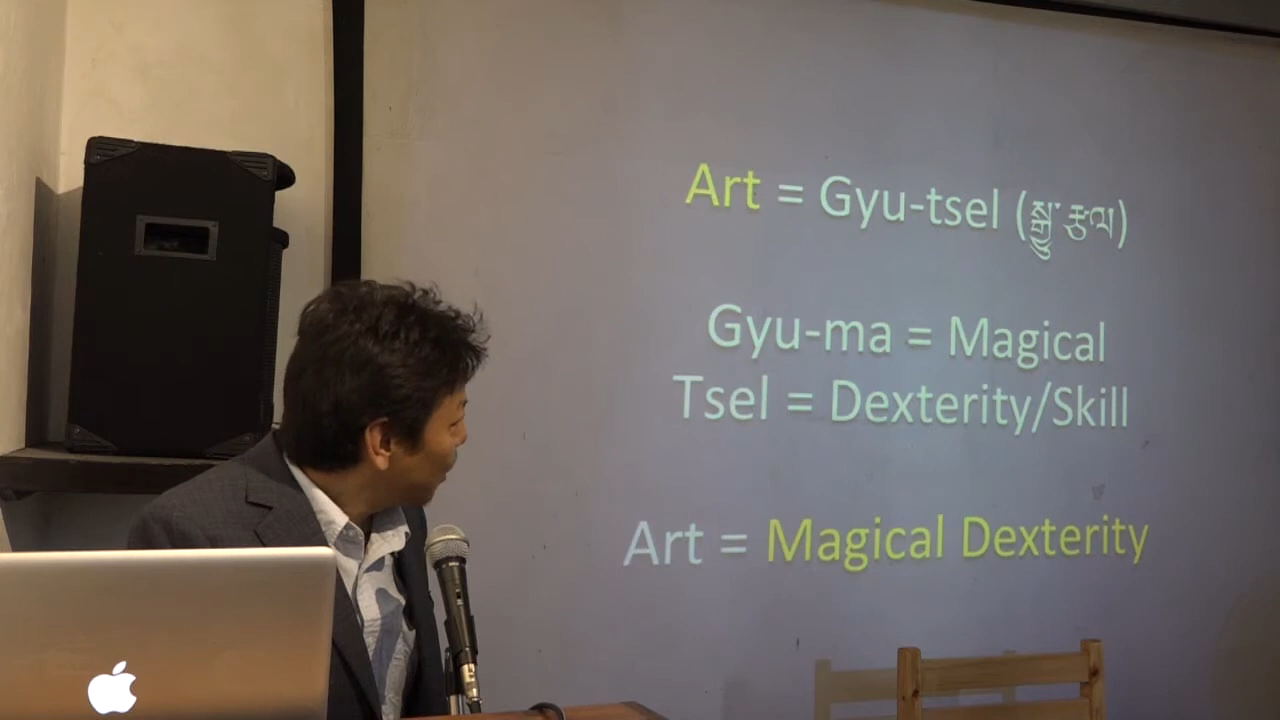 Art = Gyu-tsel (སྒྱུ་ རྩལ)
Gyu-ma = Magical
Tsel = Dexterity/Skill
Art = Magical Dexterity